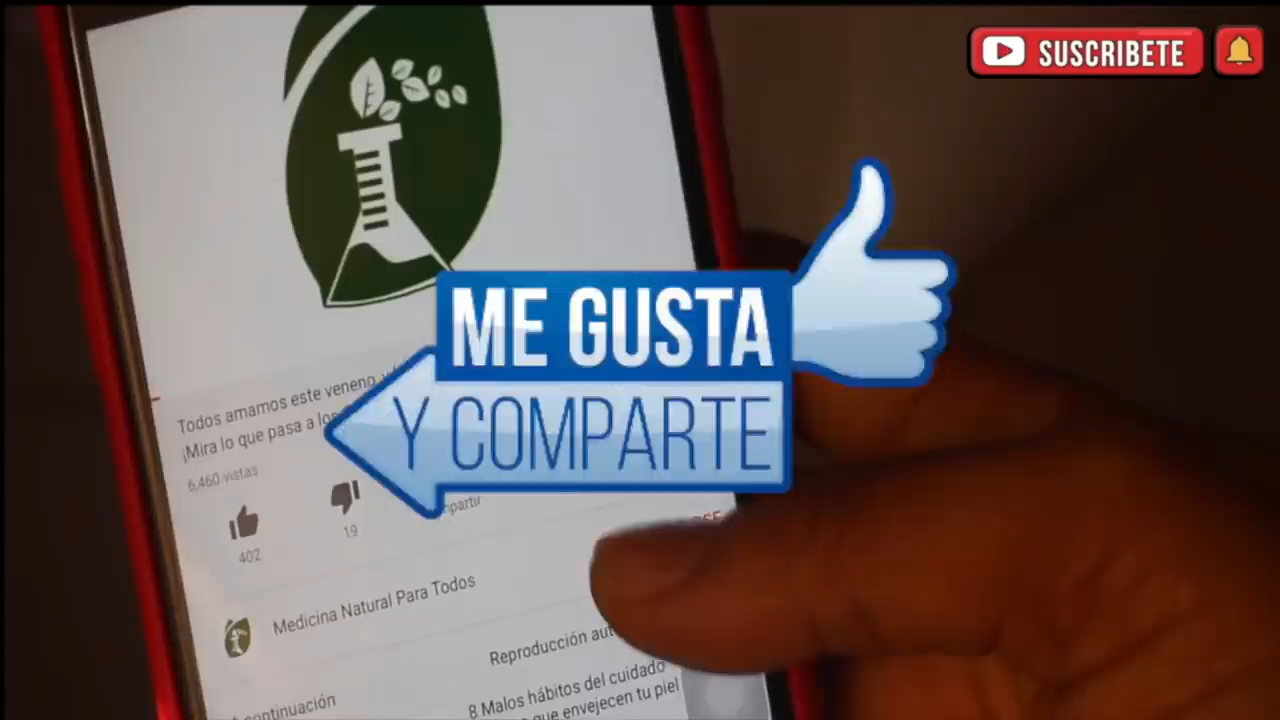 SUSCRIBETE
ME GUSTA
Y COMPARTE
Todos amamos este veneno
¡Mira lo que pasa a los
6,460 vistas
402
19
Medicina Natural Para Todos
Reproducción
continuación
8 Malos hábitos del cuidado
que envejecen tu piel